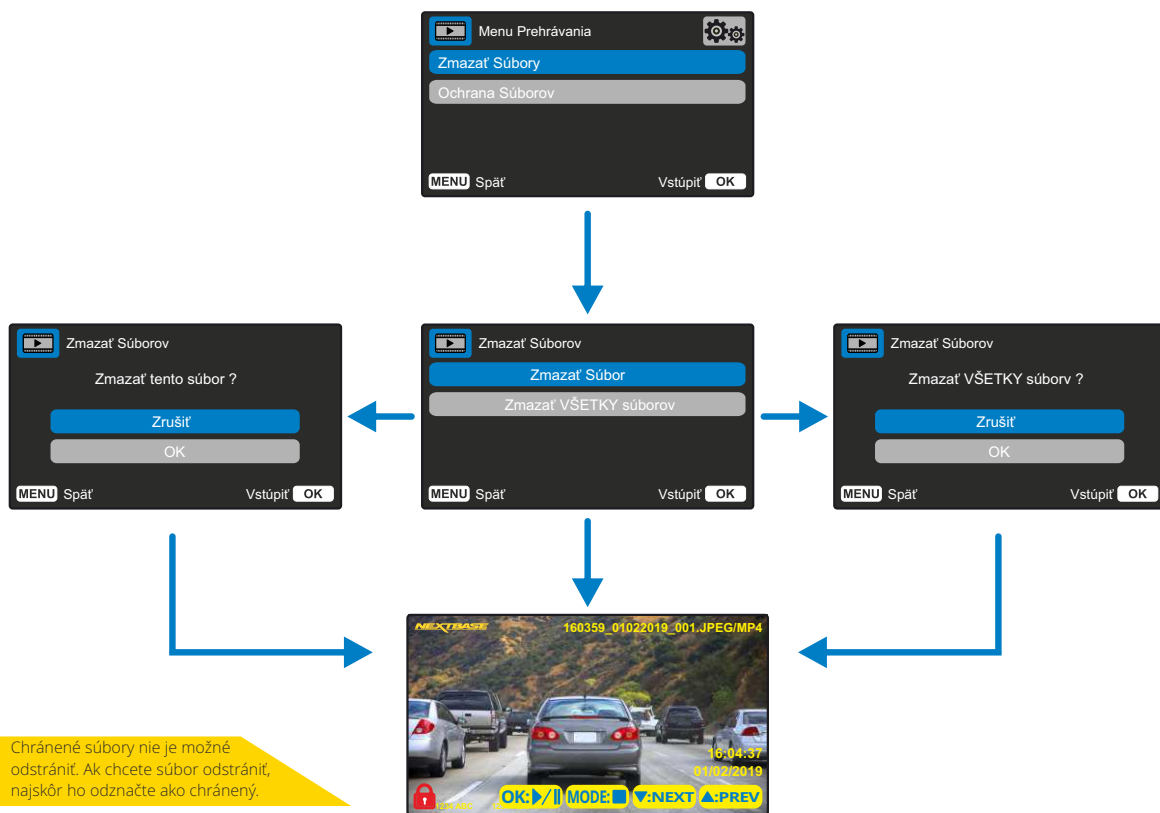 Menu Prehrávania
Zmazať Súbory
Ochrana Súborov
MENU Späť Vstúpiť OK
Zmazať Súborov
Zmazať tento súbor ?
Zrušiť
OK
MENU Späť Vstúpiť OK
Zmazať Súborov
Zmazať Súbor
Zmazať VŠETKY súborov
MENU Späť Vstúpiť OK
Zmazať Súborov
Zmazať VŠETKY súborv ?
Zrušiť
OK
MENU Späť Vstúpiť OK
NEXTBASE 160359_01022019_001.JPEG/MP4
16:04:37
01/02/2019
OK: MODE: :NEXT :PREV
Chránené súbory nie je možné
odstrániť. Ak chcete súbor odstrániť,
najskôr ho odznačte ako chránený.